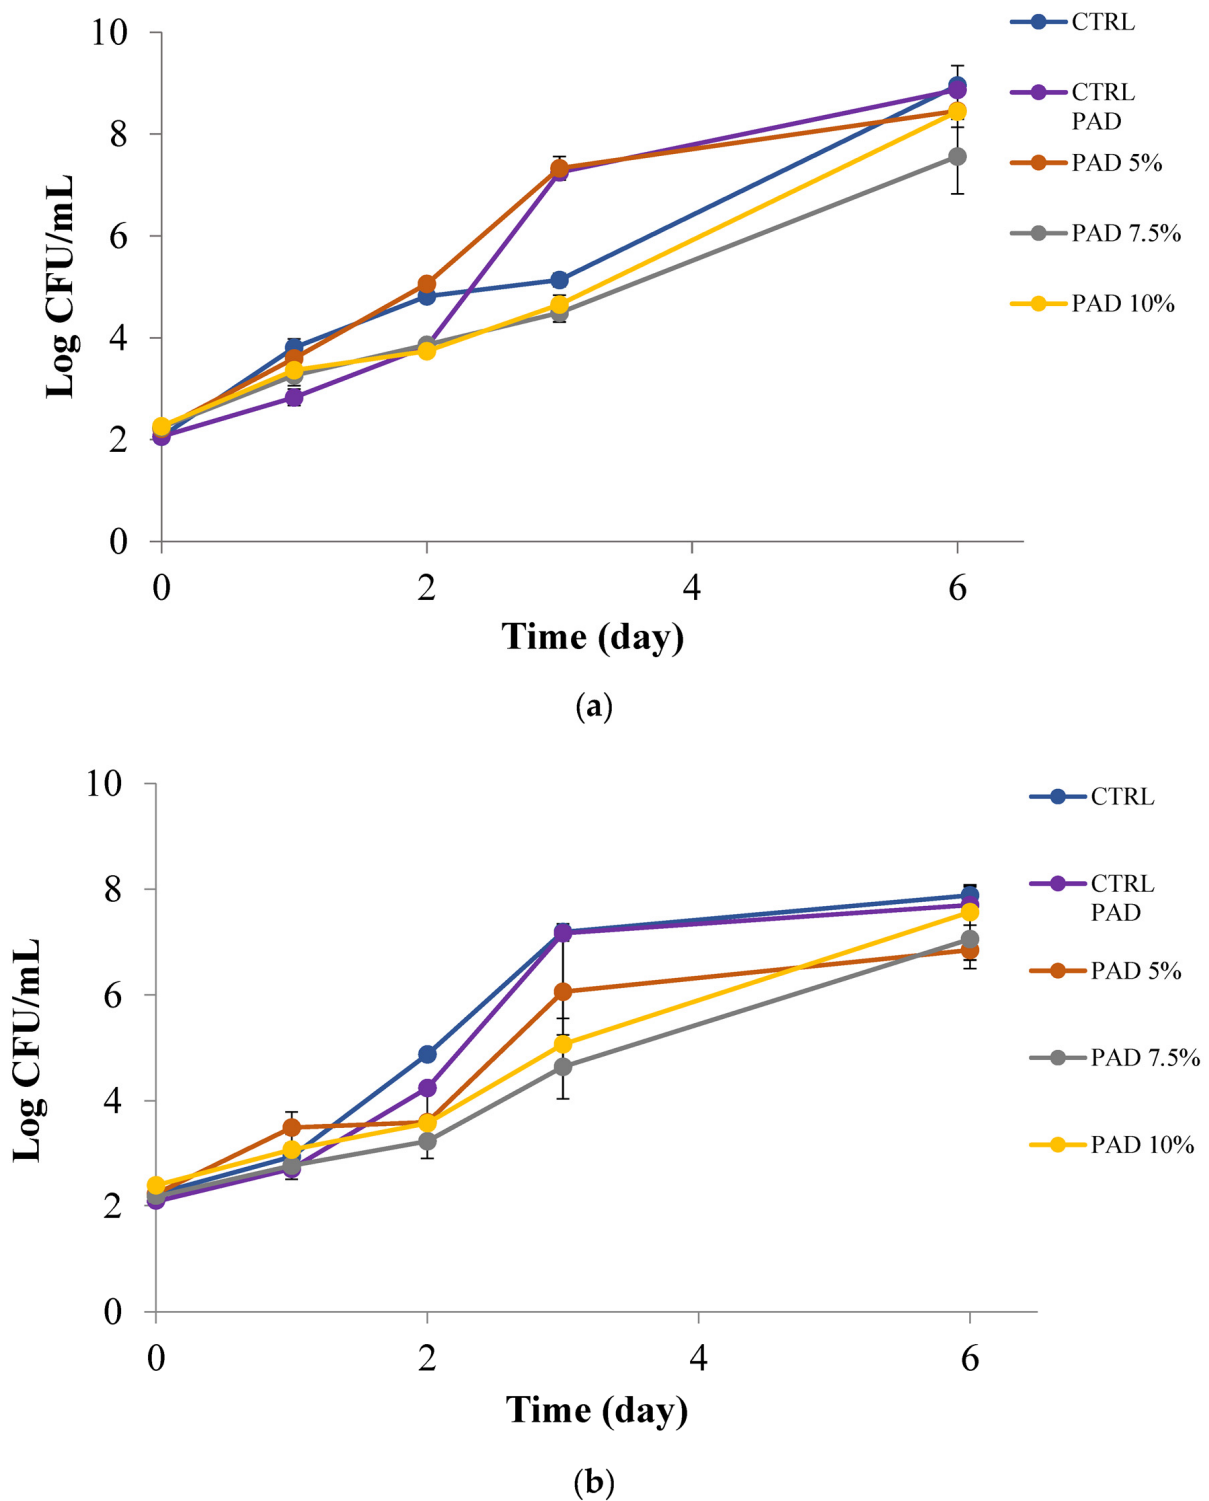 10
8
6
4
2
0
Log CFU/mL
0 2 4 6
Time (day)
CTRL
CTRL
PAD
PAD 5%
PAD 7.5%
PAD 10%
(a)
10
8
6
4
2
0
Log CFU/mL
0 2 4 6
Time (day)
CTRL
CTRL
PAD
PAD 5%
PAD 7.5%
PAD 10%
(b)